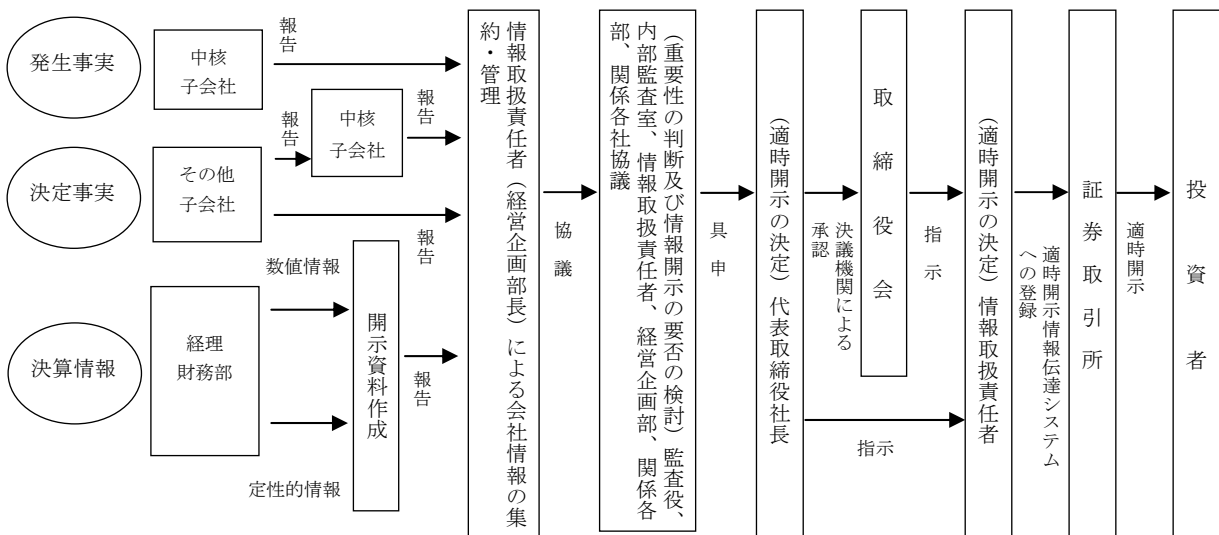 発生事実
中核
子会社
報告
決定事実
その他
子会社
報告
中核
子会社
報告
報告
決算情報
経理
財務部
数値情報
定性的情報
開示資料作成
報告
情報取扱責任者（経営企画部長）による会社情報の集
約・管理
協議
（重要性の判断及び情報開示の要否の検討）監査役、
内部監査室、情報取扱責任者、経営企画部、関係各
部、関係各社協議
具申
（適時開示の決定）代表取締役社長
決議機関による
承認
取締役会
指示
指示
（適時開示の決定）情報取扱責任者
適時開示情報伝達システム
への登録
証券取引所
適時開示
投資者